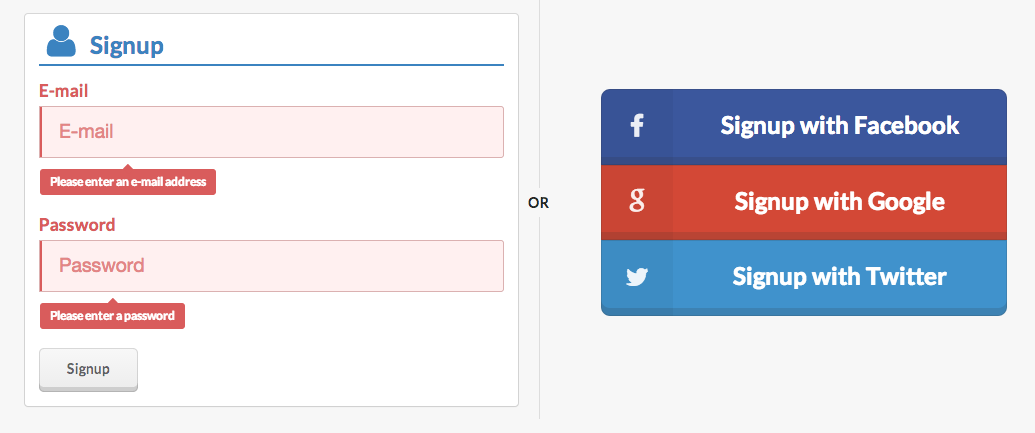 Signup
E-mail
E-mail
Please enter an e-mail address
Password
Password
Please enter a password
Signup
OR
Signup with Facebook
Signup with Google
Signup with Twitter